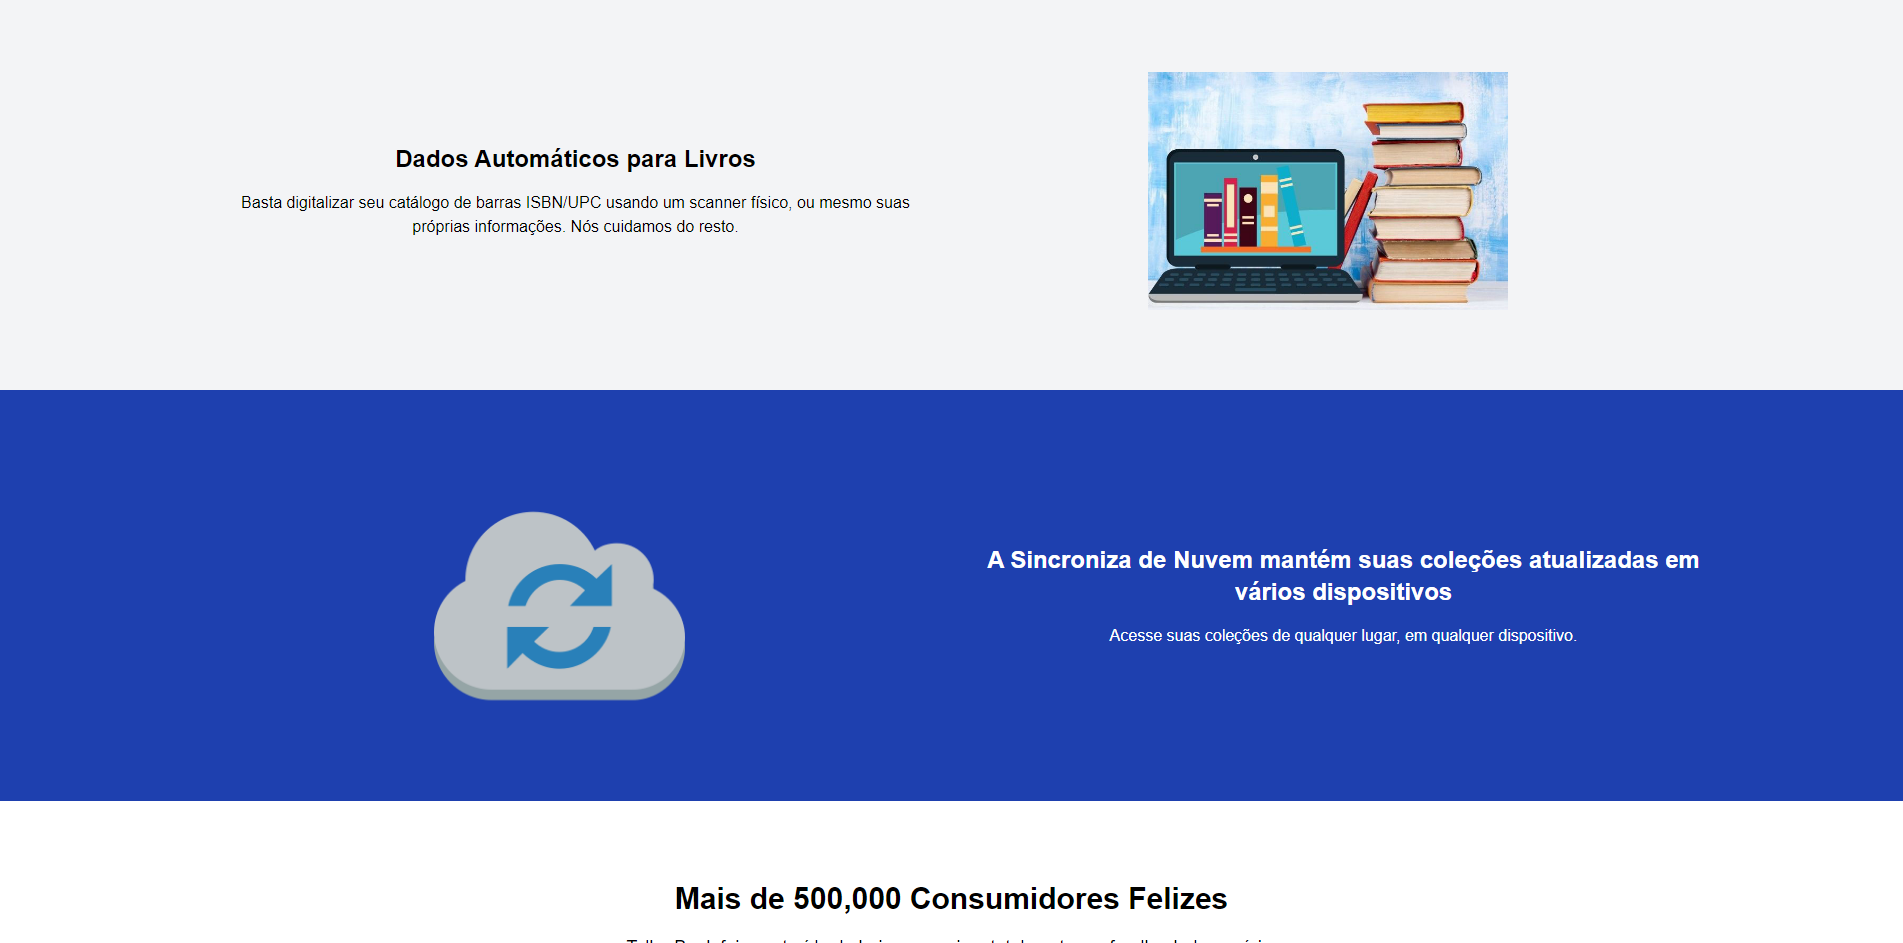 Dados Automáticos para Livros
Basta digitalizar seu catálogo de barras ISBN/UPC usando um scanner físico, ou mesmo suas
próprias informações. Nós cuidamos do resto.
A Sincroniza de Nuvem mantém suas coleções atualizadas em
vários dispositivos
Acesse suas coleções de qualquer lugar, em qualquer dispositivo.
Mais de 500,000 Consumidores Felizes